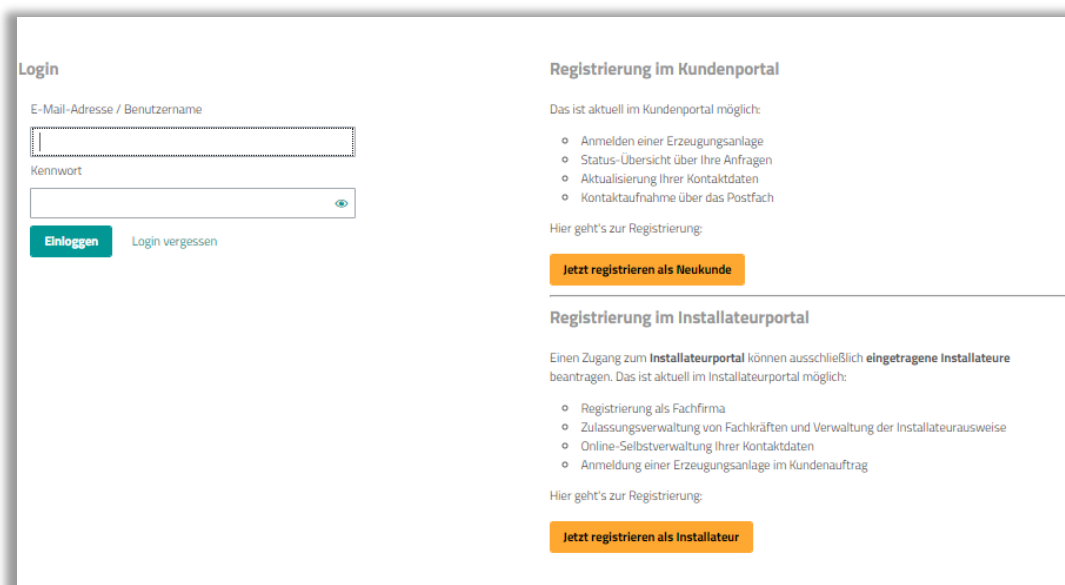 Login
E-Mail-Adresse / Benutzername
Kennwort
Einloggen
Login vergessen
Registrierung im Kundenportal
Das ist aktuell im Kundenportal möglich:
Anmelden einer Erzeugungsanlage
Status-Übersicht über Ihre Anfragen
Aktualisierung Ihrer Kontaktdaten
Kontaktaufnahme über das Postfach
Hier geht's zur Registrierung:
Jetzt registrieren als Neukunde
Registrierung im Installateurportal
Einen Zugang zum Installateurportal können ausschließlich eingetragene Installateure
beantragen. Das ist aktuell im Installateurportal möglich:
Registrierung als Fachfirma
Zulassungsverwaltung von Fachkräften und Verwaltung der Installateurausweise
Online-Selbstverwaltung Ihrer Kontaktdaten
Anmeldung einer Erzeugungsanlage im Kundenauftrag
Hier geht's zur Registrierung:
Jetzt registrieren als Installateur